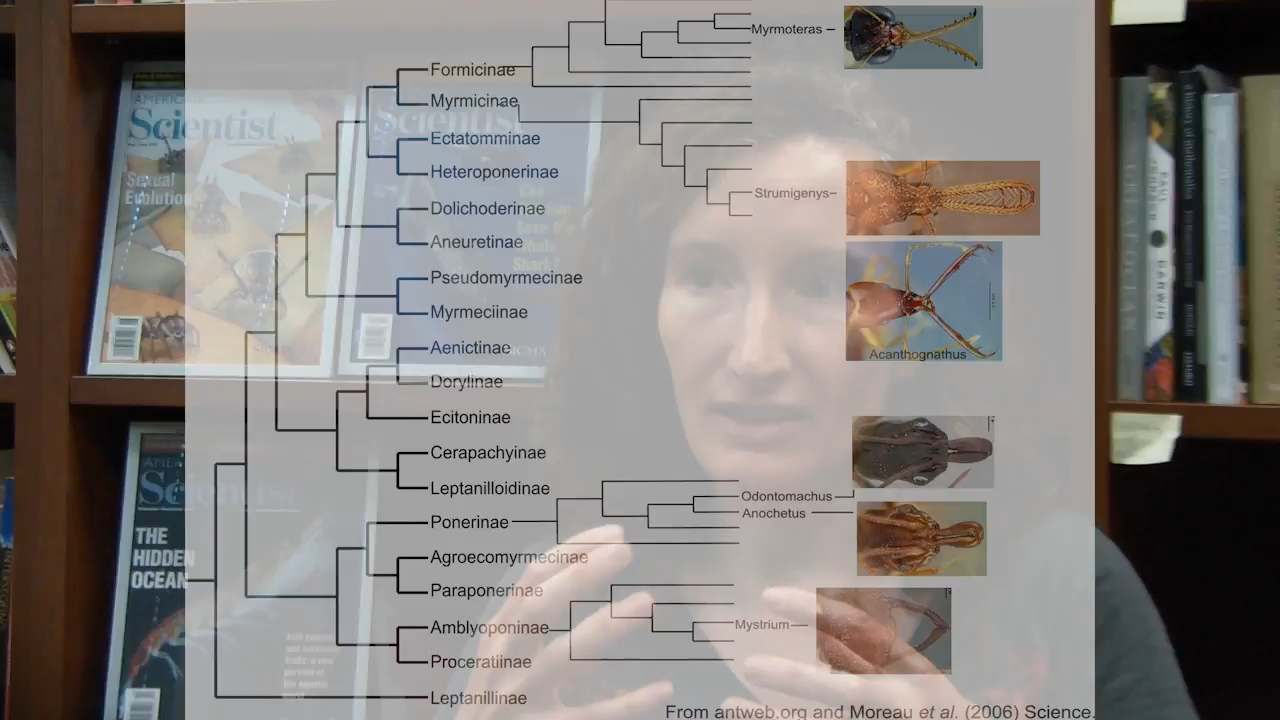 Myrmoteras
Formicinae
Myrmicinae
Ectatomminae
Heteroponerinae
Strumigenys
Dolichoderinae
Aneuretinae
Pseudomyrmecinae
Myrmeciinae
Aenictinae
Acanthognathus
Dorylinae
Ecitoninae
Cerapachyinae
Leptanilloidinae
Odontomachus
Anochetus
Ponerinae
Agroecomyrmecinae
Paraponerinae
Amblyoponinae
Mystrium
Proceratiinae
Leptanillinae
From antweb.org and Moreau et al. (2006) Science.
AMERICAN
Scientist
Sexual
Evolution
Scientist
Scientist
THE
HIDDEN
OCEAN
DARWIN